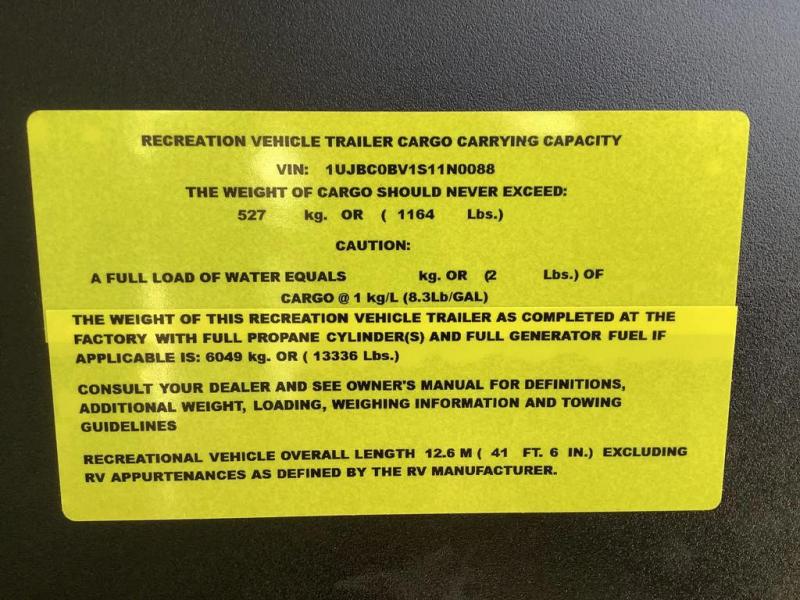 RECREATION VEHICLE TRAILER CARGO CARRYING CAPACITY
VIN: 1UJBC0BV1S11N0088
THE WEIGHT OF CARGO SHOULD NEVER EXCEED:
527 kg. OR ( 1164 Lbs.)
CAUTION:
A FULL LOAD OF WATER EQUALS kg. OR (2 Lbs.) OF
CARGO @ 1 kg/L (8.3Lb/GAL)
THE WEIGHT OF THIS RECREATION VEHICLE TRAILER AS COMPLETED AT THE
FACTORY WITH FULL PROPANE CYLINDER(S) AND FULL GENERATOR FUEL IF
APPLICABLE IS: 6049 kg. OR ( 13336 Lbs.)
CONSULT YOUR DEALER AND SEE OWNER'S MANUAL FOR DEFINITIONS,
ADDITIONAL WEIGHT, LOADING, WEIGHING INFORMATION AND TOWING
GUIDELINES
RECREATIONAL VEHICLE OVERALL LENGTH 12.6 M ( 41 FT. 6 IN.) EXCLUDING
RV APPURTENANCES AS DEFINED BY THE RV MANUFACTURER.